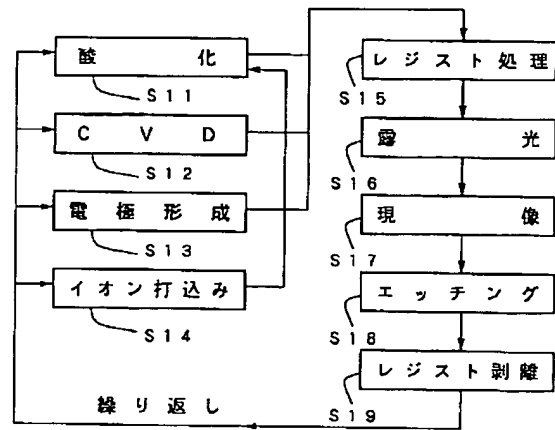 酸化
S11
CVD
S12
電極形成
S13
イオン打込み
S14
レジスト処理
S15
露光
S16
現像
S17
エッチング
S18
レジスト剥離
S19
繰り返し